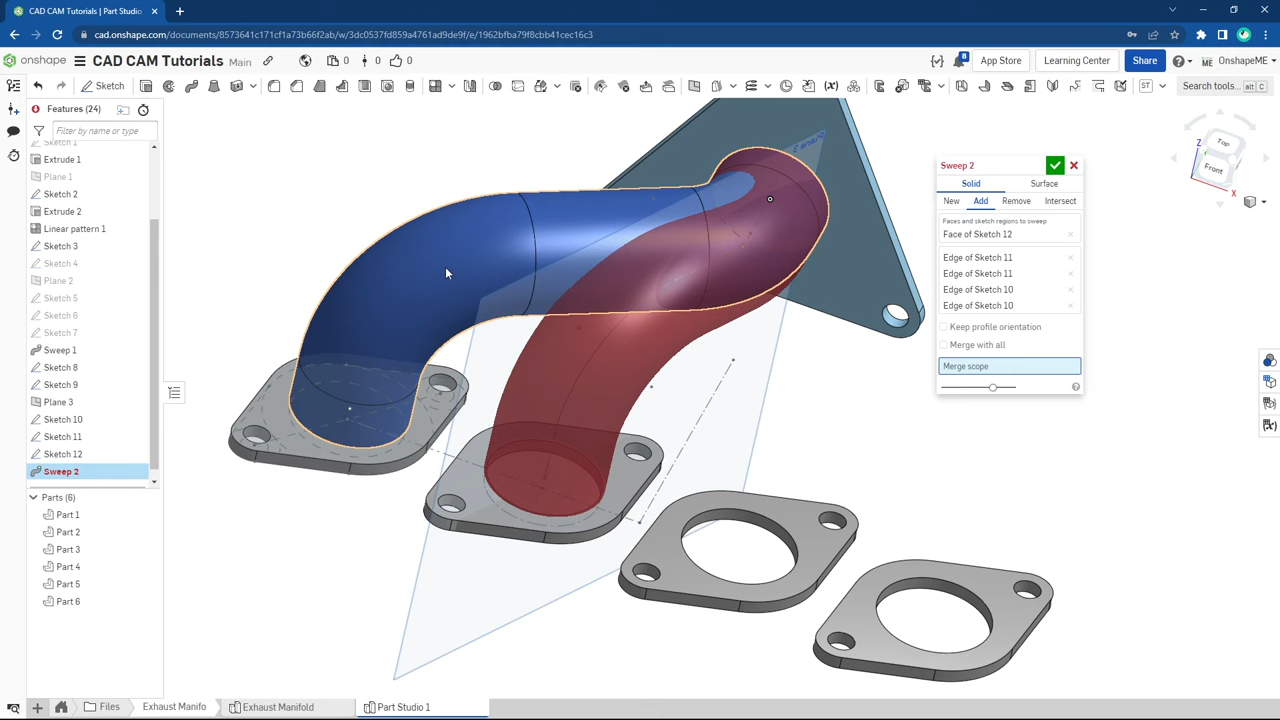 CAD CAM Tutorials | Part Studio
cad.onshape.com/documents/8573641c171cf1a73b66f2ab/w/3dc0537fd859a4761ad9de9f/e/1962bfba79f8cbb41cec16c3
onshape CAD CAM Tutorials Main 0 0 0 8 App Store Learning Center Share OnshapeME
Sketch (x) ST Search tools... alt C
Features (24)
Filter by name or type
Sketch 1
Extrude 1
Plane 1
Sketch 2
Extrude 2
Linear pattern 1
Sketch 3
Sketch 4
Plane 2
Sketch 5
Sketch 6
Sketch 7
Sweep 1
Sketch 8
Sketch 9
Plane 3
Sketch 10
Sketch 11
Sketch 12
Sweep 2
Parts (6)
Part 1
Part 2
Part 3
Part 4
Part 5
Part 6
Z
Top
Front
X
Sweep 2
Solid Surface
New Add Remove Intersect
Faces and sketch regions to sweep
Face of Sketch 12
Edge of Sketch 11
Edge of Sketch 11
Edge of Sketch 10
Edge of Sketch 10
Keep profile orientation
Merge with all
Merge scope
Files Exhaust Manifo Exhaust Manifold Part Studio 1